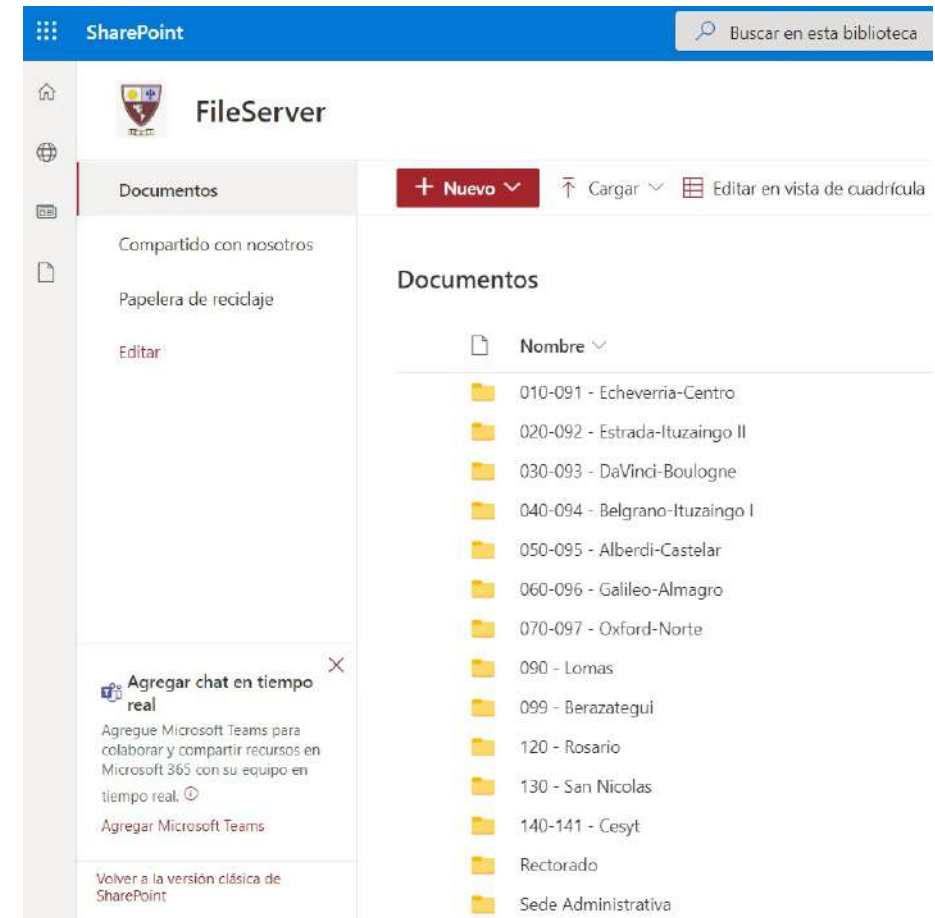 SharePoint
Buscar en esta biblioteca
FileServer
Documentos
Compartido con nosotros
Papelera de reciclaje
Editar
Agregar chat en tiempo
real
Agregue Microsoft Teams para
colaborar y compartir recursos en
Microsoft 365 con su equipo en
tiempo real.
Agregar Microsoft Teams
Volver a la versión clásica de
SharePoint
+ Nuevo
Cargar
Editar en vista de cuadrícula
Documentos
Nombre
010-091 - Echeverria-Centro
020-092 - Estrada-Ituzaingo II
030-093 - DaVinci-Boulogne
040-094 - Belgrano-Ituzaingo I
050-095 - Alberdi-Castelar
060-096 - Galileo-Almagro
070-097 - Oxford-Norte
090 - Lomas
099 - Berazategui
120 - Rosario
130 - San Nicolas
140-141 - Cesyt
Rectorado
Sede Administrativa